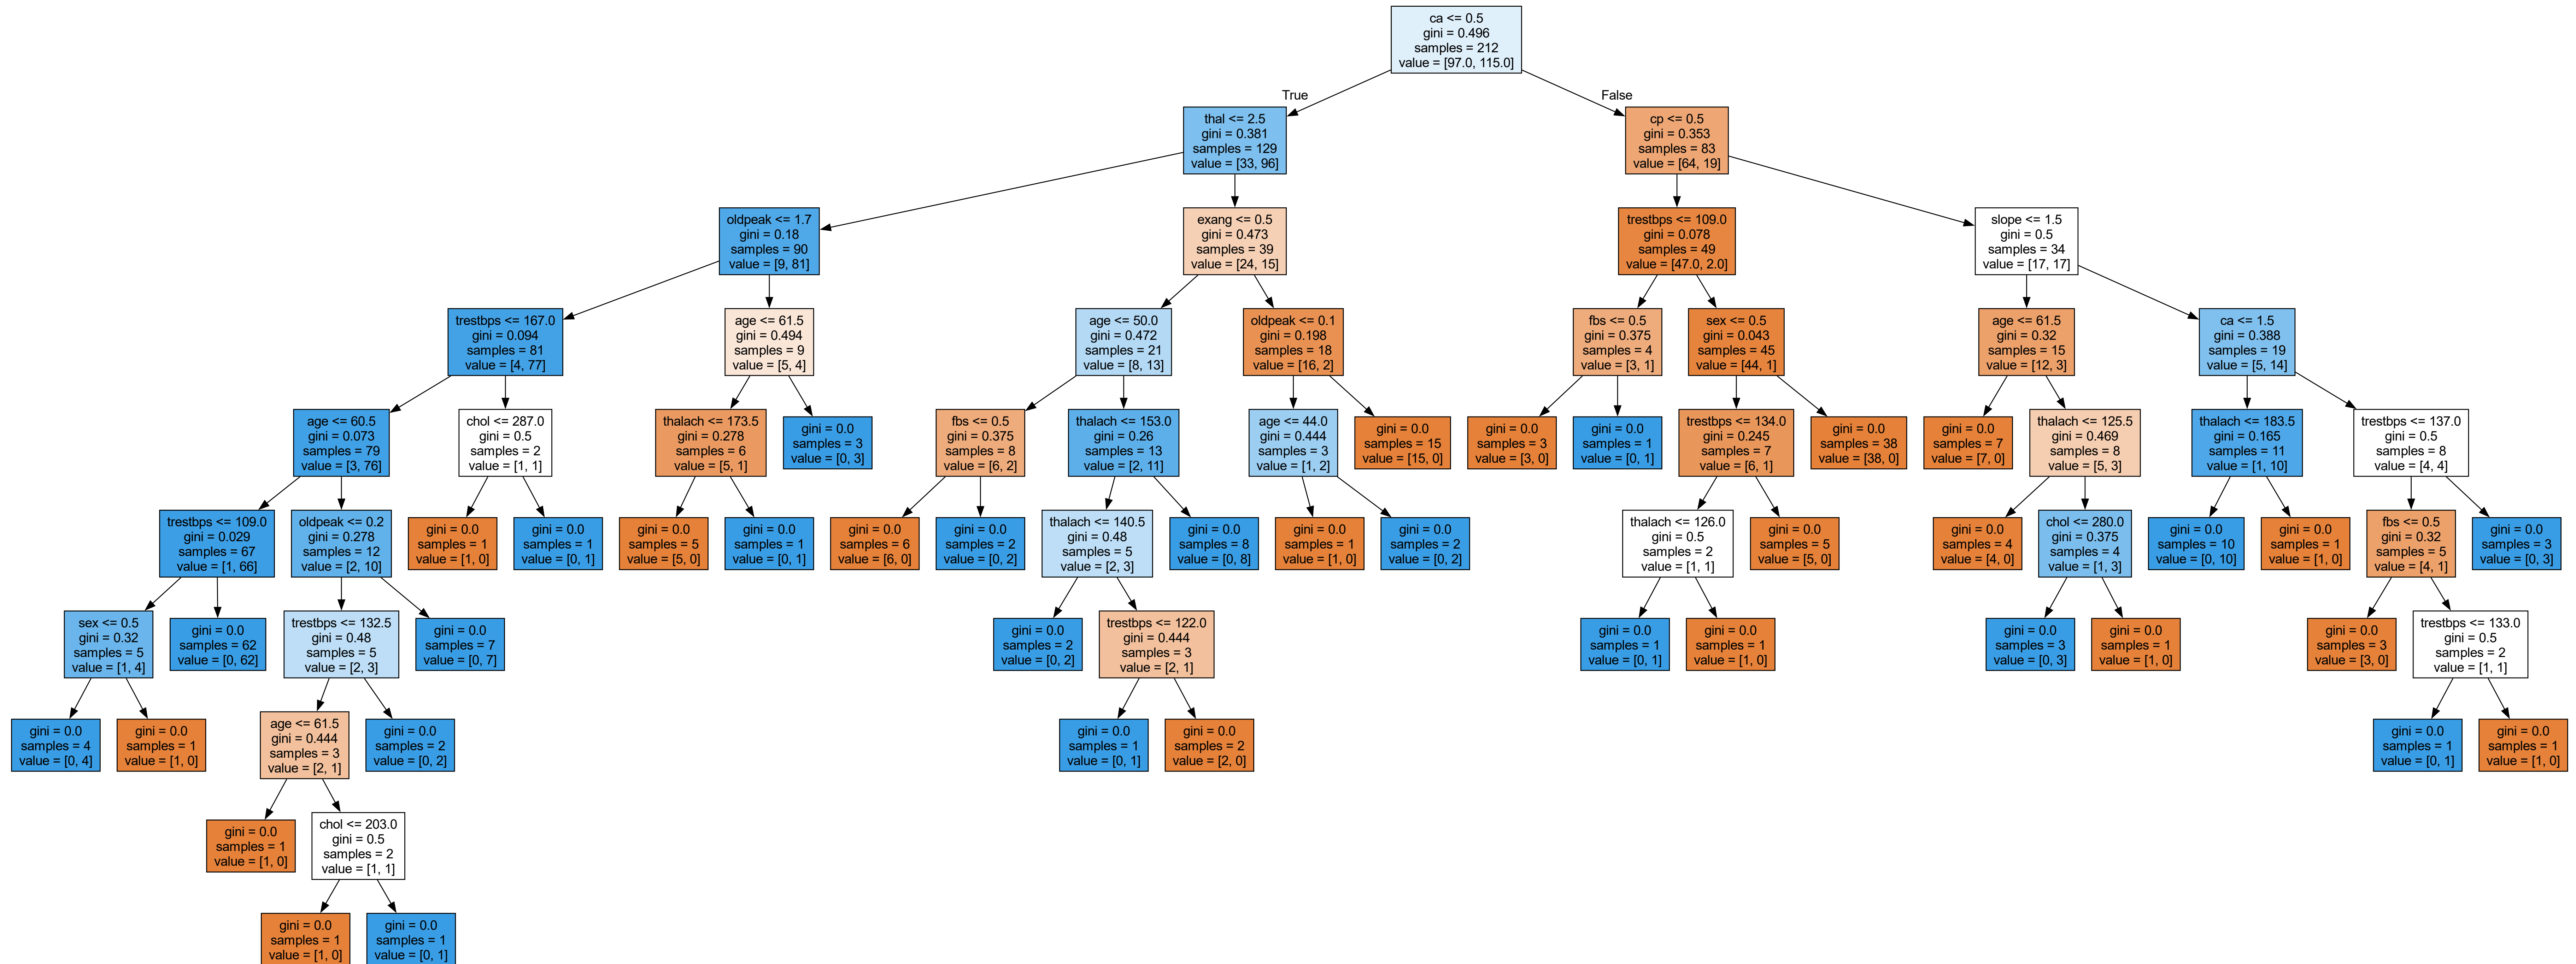 ca <= 0.5
gini = 0.496
samples = 212
value = [97.0, 115.0]
True
False
thal <= 2.5
gini = 0.381
samples = 129
value = [33, 96]
cp <= 0.5
gini = 0.353
samples = 83
value = [64, 19]
oldpeak <= 1.7
gini = 0.18
samples = 90
value = [9, 81]
exang <= 0.5
gini = 0.473
samples = 39
value = [24, 15]
trestbps <= 109.0
gini = 0.078
samples = 49
value = [47.0, 2.0]
slope <= 1.5
gini = 0.5
samples = 34
value = [17, 17]
trestbps <= 167.0
gini = 0.094
samples = 81
value = [4, 77]
age <= 61.5
gini = 0.494
samples = 9
value = [5, 4]
age <= 50.0
gini = 0.472
samples = 21
value = [8, 13]
oldpeak <= 0.1
gini = 0.198
samples = 18
value = [16, 2]
fbs <= 0.5
gini = 0.375
samples = 4
value = [3, 1]
sex <= 0.5
gini = 0.043
samples = 45
value = [44, 1]
age <= 61.5
gini = 0.32
samples = 15
value = [12, 3]
ca <= 1.5
gini = 0.388
samples = 19
value = [5, 14]
age <= 60.5
gini = 0.073
samples = 79
value = [3, 76]
chol <= 287.0
gini = 0.5
samples = 2
value = [1, 1]
thalach <= 173.5
gini = 0.278
samples = 6
value = [5, 1]
gini = 0.0
samples = 3
value = [0, 3]
fbs <= 0.5
gini = 0.375
samples = 8
value = [6, 2]
thalach <= 153.0
gini = 0.26
samples = 13
value = [2, 11]
age <= 44.0
gini = 0.444
samples = 3
value = [1, 2]
gini = 0.0
samples = 15
value = [15, 0]
gini = 0.0
samples = 3
value = [3, 0]
gini = 0.0
samples = 1
value = [0, 1]
trestbps <= 134.0
gini = 0.245
samples = 7
value = [6, 1]
gini = 0.0
samples = 38
value = [38, 0]
gini = 0.0
samples = 7
value = [7, 0]
thalach <= 125.5
gini = 0.469
samples = 8
value = [5, 3]
thalach <= 183.5
gini = 0.165
samples = 11
value = [1, 10]
trestbps <= 137.0
gini = 0.5
samples = 8
value = [4, 4]
trestbps <= 109.0
gini = 0.029
samples = 67
value = [1, 66]
oldpeak <= 0.2
gini = 0.278
samples = 12
value = [2, 10]
gini = 0.0
samples = 1
value = [1, 0]
gini = 0.0
samples = 1
value = [0, 1]
gini = 0.0
samples = 5
value = [5, 0]
gini = 0.0
samples = 1
value = [0, 1]
gini = 0.0
samples = 6
value = [6, 0]
gini = 0.0
samples = 2
value = [0, 2]
thalach <= 140.5
gini = 0.48
samples = 5
value = [2, 3]
gini = 0.0
samples = 8
value = [0, 8]
gini = 0.0
samples = 1
value = [1, 0]
gini = 0.0
samples = 2
value = [0, 2]
thalach <= 126.0
gini = 0.5
samples = 2
value = [1, 1]
gini = 0.0
samples = 5
value = [5, 0]
gini = 0.0
samples = 4
value = [4, 0]
chol <= 280.0
gini = 0.375
samples = 4
value = [1, 3]
gini = 0.0
samples = 10
value = [0, 10]
gini = 0.0
samples = 1
value = [1, 0]
fbs <= 0.5
gini = 0.32
samples = 5
value = [4, 1]
gini = 0.0
samples = 3
value = [0, 3]
sex <= 0.5
gini = 0.32
samples = 5
value = [1, 4]
gini = 0.0
samples = 62
value = [0, 62]
trestbps <= 132.5
gini = 0.48
samples = 5
value = [2, 3]
gini = 0.0
samples = 7
value = [0, 7]
gini = 0.0
samples = 2
value = [0, 2]
trestbps <= 122.0
gini = 0.444
samples = 3
value = [2, 1]
gini = 0.0
samples = 1
value = [0, 1]
gini = 0.0
samples = 1
value = [1, 0]
gini = 0.0
samples = 3
value = [0, 3]
gini = 0.0
samples = 1
value = [1, 0]
gini = 0.0
samples = 3
value = [3, 0]
trestbps <= 133.0
gini = 0.5
samples = 2
value = [1, 1]
gini = 0.0
samples = 4
value = [0, 4]
gini = 0.0
samples = 1
value = [1, 0]
age <= 61.5
gini = 0.444
samples = 3
value = [2, 1]
gini = 0.0
samples = 2
value = [0, 2]
gini = 0.0
samples = 1
value = [0, 1]
gini = 0.0
samples = 2
value = [2, 0]
gini = 0.0
samples = 1
value = [0, 1]
gini = 0.0
samples = 1
value = [1, 0]
gini = 0.0
samples = 1
value = [1, 0]
chol <= 203.0
gini = 0.5
samples = 2
value = [1, 1]
gini = 0.0
samples = 1
value = [1, 0]
gini = 0.0
samples = 1
value = [0, 1]